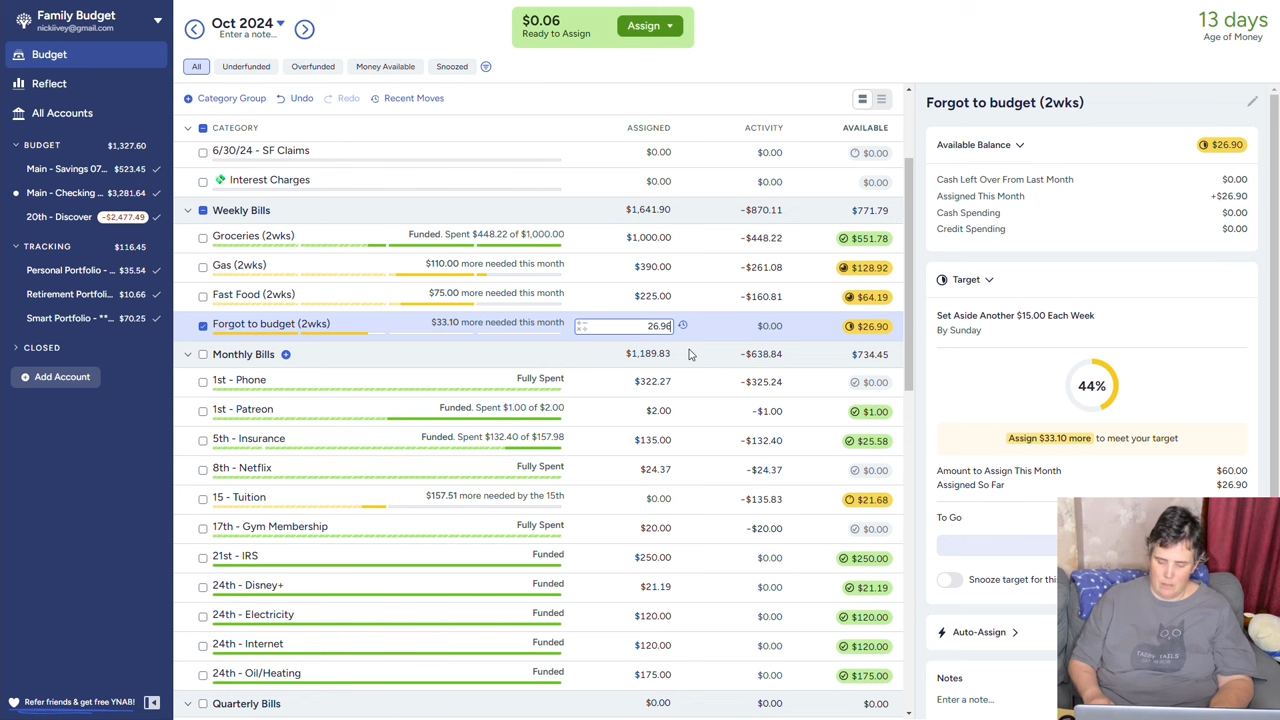 Family Budget
nickiivey@gmail.com
Budget
Reflect
All Accounts
BUDGET $1,327.60
Main - Savings 07... $523.45
Main - Checking ... $3,281.64
20th - Discover -$2,477.49
TRACKING $116.45
Personal Portfolio - ... $35.54
Retirement Portfoli... $10.66
Smart Portfolio - **... $70.25
CLOSED
Add Account
Refer friends & get free YNAB!
Oct 2024
Enter a note...
$0.06
Ready to Assign
Assign
13 days
Age of Money
All Underfunded Overfunded Money Available Snoozed
Category Group Undo Redo Recent Moves
CATEGORY ASSIGNED ACTIVITY AVAILABLE
6/30/24 - SF Claims $0.00 $0.00 $0.00
Interest Charges $0.00 $0.00 $0.00
Weekly Bills $1,641.90 -$870.11 $771.79
Groceries (2wks) Funded. Spent $448.22 of $1,000.00 $1,000.00 -$448.22 $551.78
Gas (2wks) $110.00 more needed this month $390.00 -$261.08 $128.92
Fast Food (2wks) $75.00 more needed this month $225.00 -$160.81 $64.19
Forgot to budget (2wks) $33.10 more needed this month 26.96 $0.00 $26.90
Monthly Bills $1,189.83 -$638.84 $734.45
1st - Phone Fully Spent $322.27 -$325.24 $0.00
1st - Patreon Funded. Spent $1.00 of $2.00 $2.00 -$1.00 $1.00
5th - Insurance Funded. Spent $132.40 of $157.98 $135.00 -$132.40 $25.58
8th - Netflix Fully Spent $24.37 -$24.37 $0.00
15 - Tuition $157.51 more needed by the 15th $0.00 -$135.83 $21.68
17th - Gym Membership Fully Spent $20.00 -$20.00 $0.00
21st - IRS Funded $250.00 $0.00 $250.00
24th - Disney+ Funded $21.19 $0.00 $21.19
24th - Electricity Funded $120.00 $0.00 $120.00
24th - Internet Funded $120.00 $0.00 $120.00
24th - Oil/Heating Funded $175.00 $0.00 $175.00
Quarterly Bills $0.00 $0.00 $0.00
Forgot to budget (2wks)
Available Balance $26.90
Cash Left Over From Last Month $0.00
Assigned This Month +$26.90
Cash Spending $0.00
Credit Spending $0.00
Target
Set Aside Another $15.00 Each Week
By Sunday
44%
Assign $33.10 more to meet your target
Amount to Assign This Month $60.00
Assigned So Far $26.90
To Go
Snooze target for thi
Auto-Assign
Notes
Enter a note...
TABBY TAILS